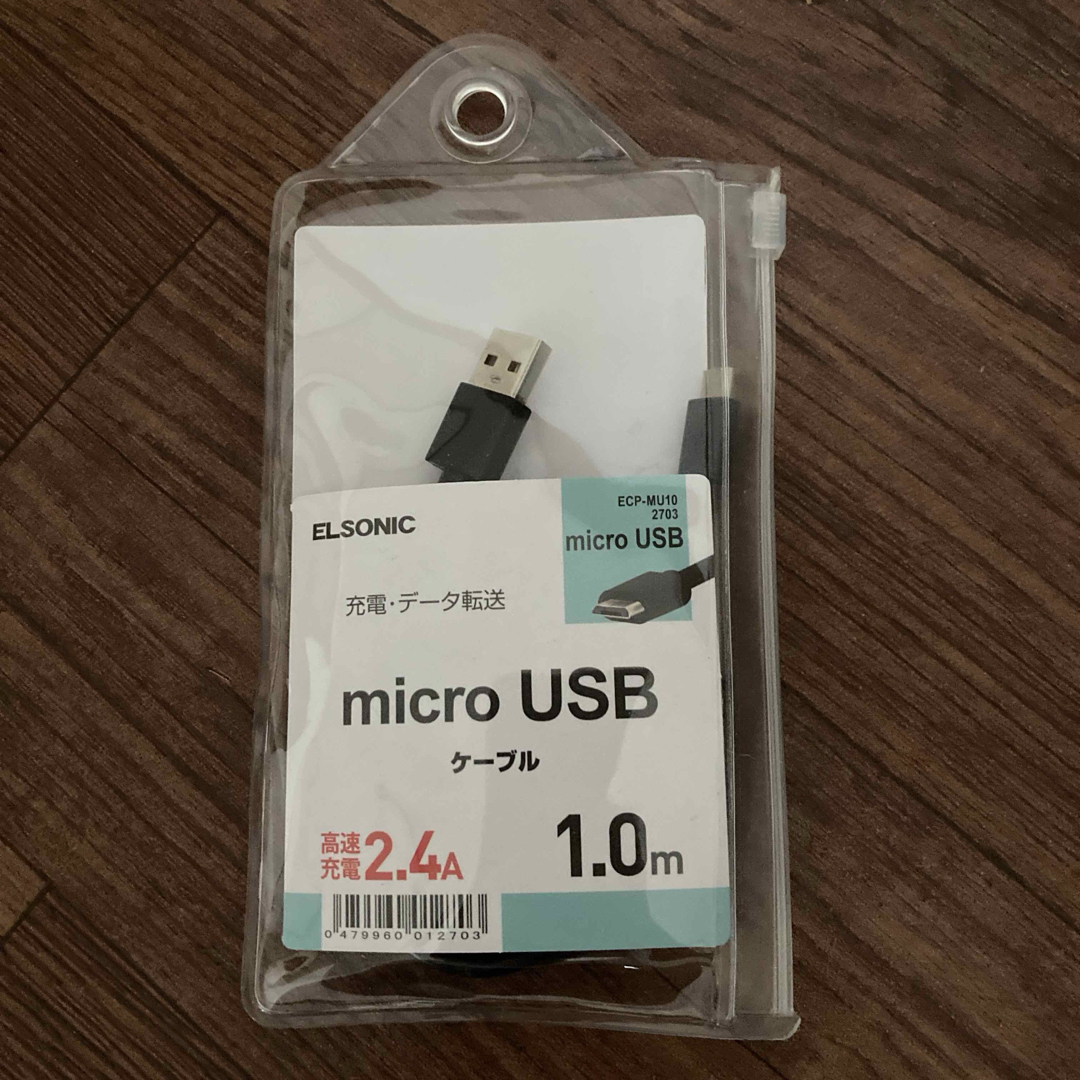 ELSONIC
ECP-MU10
2703
micro USB
充電・データ転送
micro USB
ケーブル
高速
充電
2.4A
1.0m
0 479960 012703